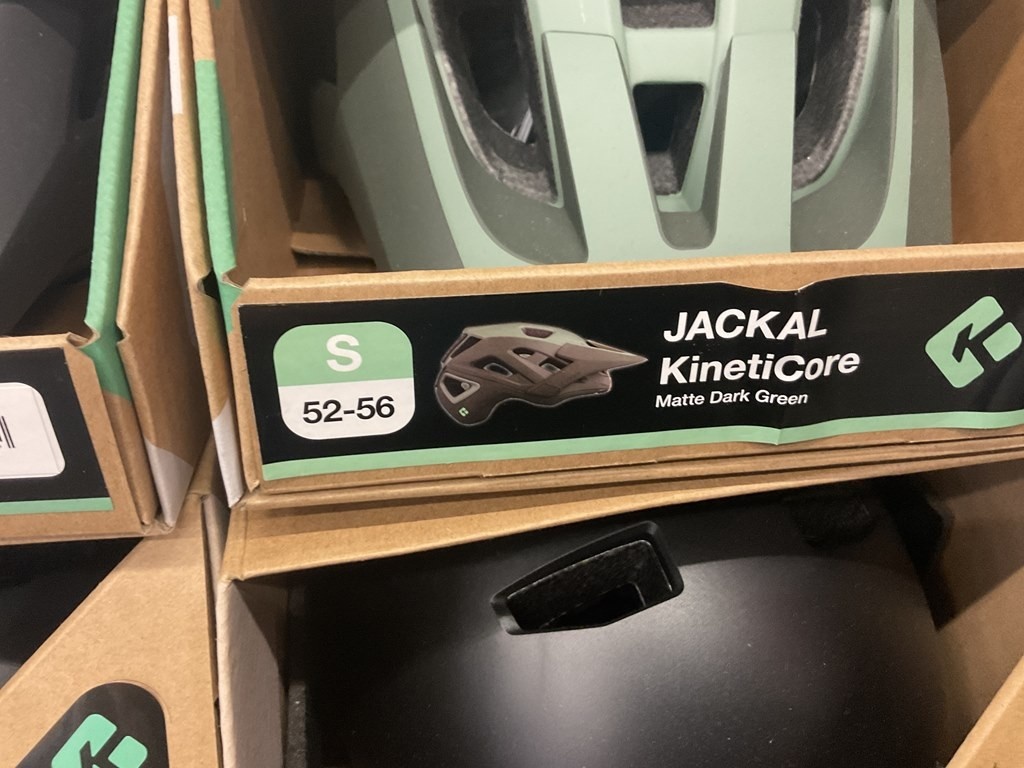 S
52-56
JACKAL
KinetiCore
Matte Dark Green